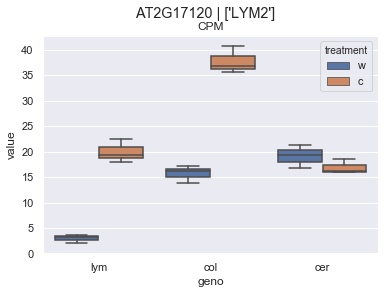 AT2G17120 | ['LYM2']
CPM
treatment
w
c
value
40
35
30
25
20
15
10
5
0
lym col cer
geno